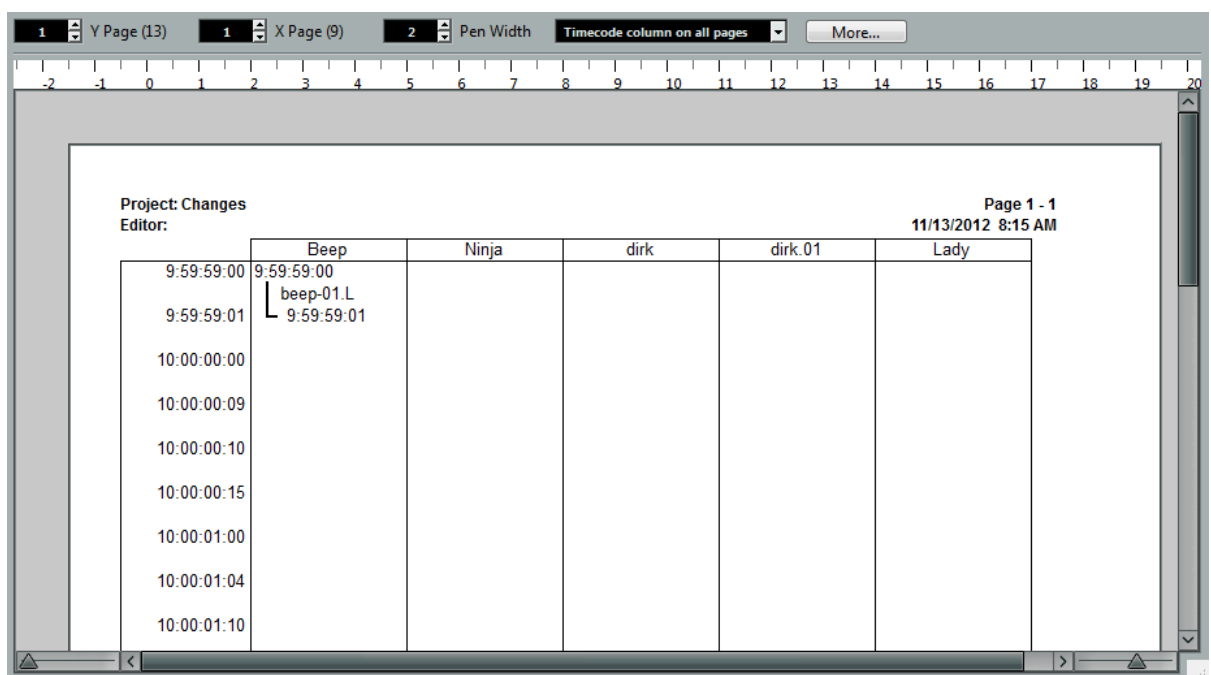 1 Y Page (13) 1 X Page (9) 2 Pen Width Timecode column on all pages More...
-2 -1 0 1 2 3 4 5 6 7 8 9 10 11 12 13 14 15 16 17 18 19 20
Project: Changes Page 1 - 1
Editor: 11/13/2012 8:15 AM
Beep Ninja dirk dirk.01 Lady
9:59:59:00 9:59:59:00
beep-01.L
9:59:59:01 9:59:59:01
10:00:00:00
10:00:00:09
10:00:00:10
10:00:00:15
10:00:01:00
10:00:01:04
10:00:01:10